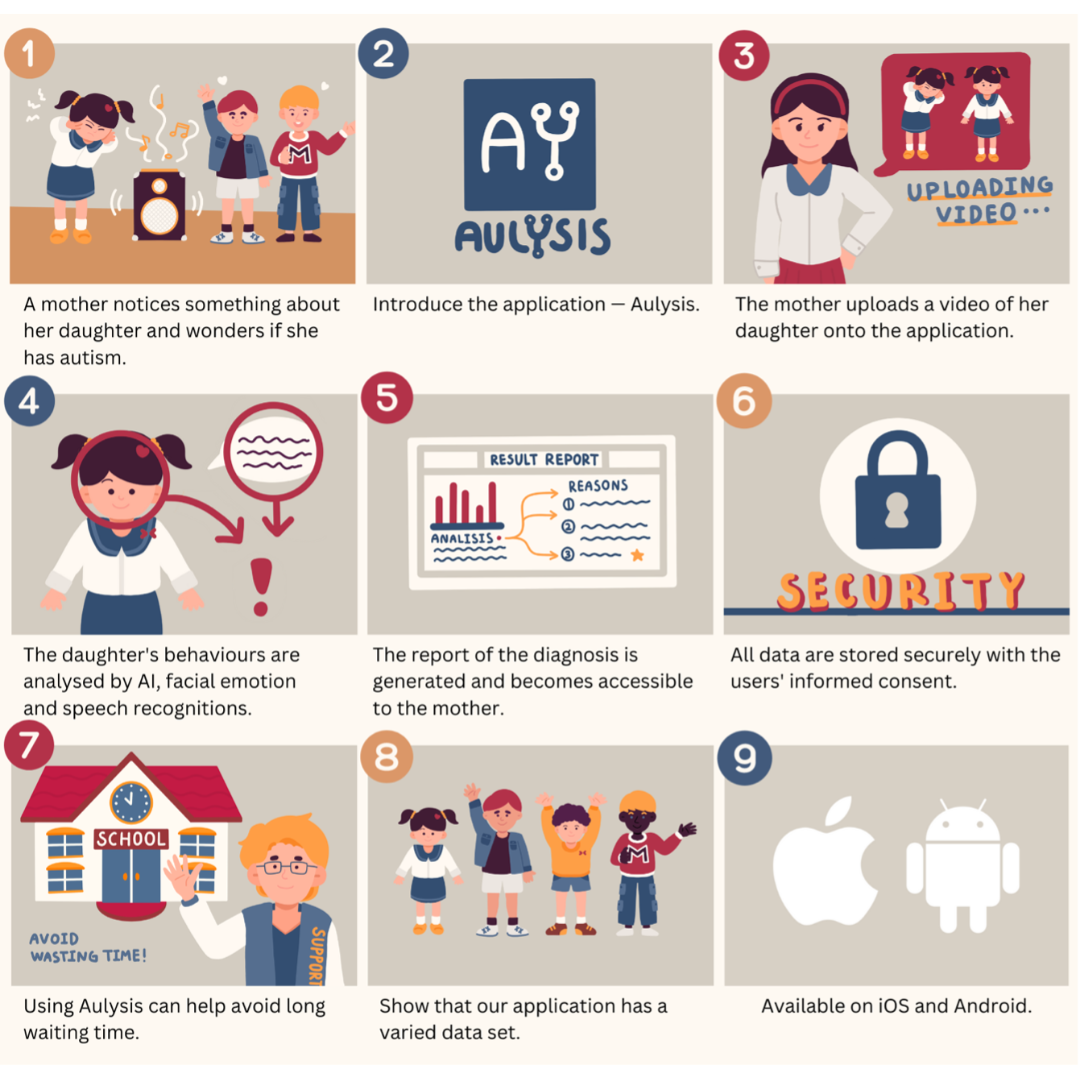 1
A mother notices something about
her daughter and wonders if she
has autism.
2
AY
AULYSIS
Introduce the application — Aulysis.
3
UPLOADING
VIDEO...
The mother uploads a video of her
daughter onto the application.
4
!
The daughter's behaviours are
analysed by AI, facial emotion
and speech recognitions.
5
RESULT REPORT
ANALISIS
REASONS
1
2
3
The report of the diagnosis is
generated and becomes accessible
to the mother.
6
SECURITY
All data are stored securely with the
users' informed consent.
7
SCHOOL
AVOID
WASTING TIME!
SUPPORT
Using Aulysis can help avoid long
waiting time.
8
M
Show that our application has a
varied data set.
9
Available on iOS and Android.